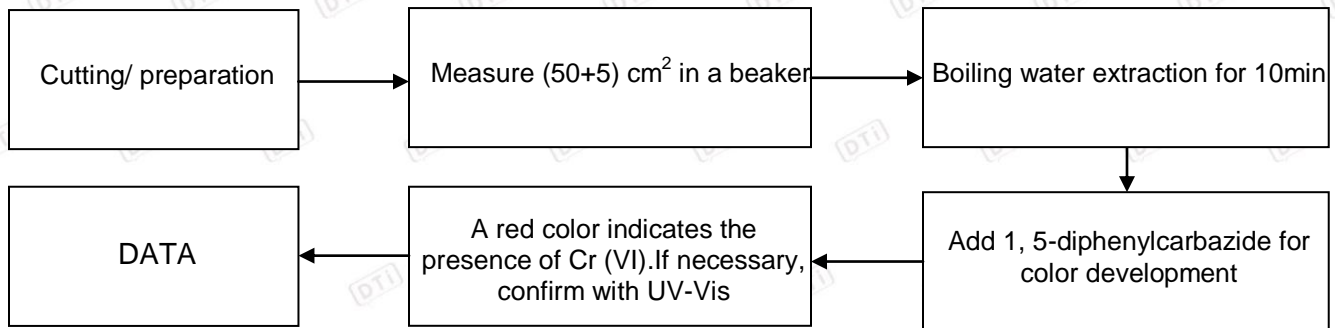 Cutting/ preparation
Measure (50+5) cm² in a beaker
Boiling water extraction for 10min
Add 1, 5-diphenylcarbazide for
color development
A red color indicates the
presence of Cr (VI).If necessary,
confirm with UV-Vis
DATA
DTi